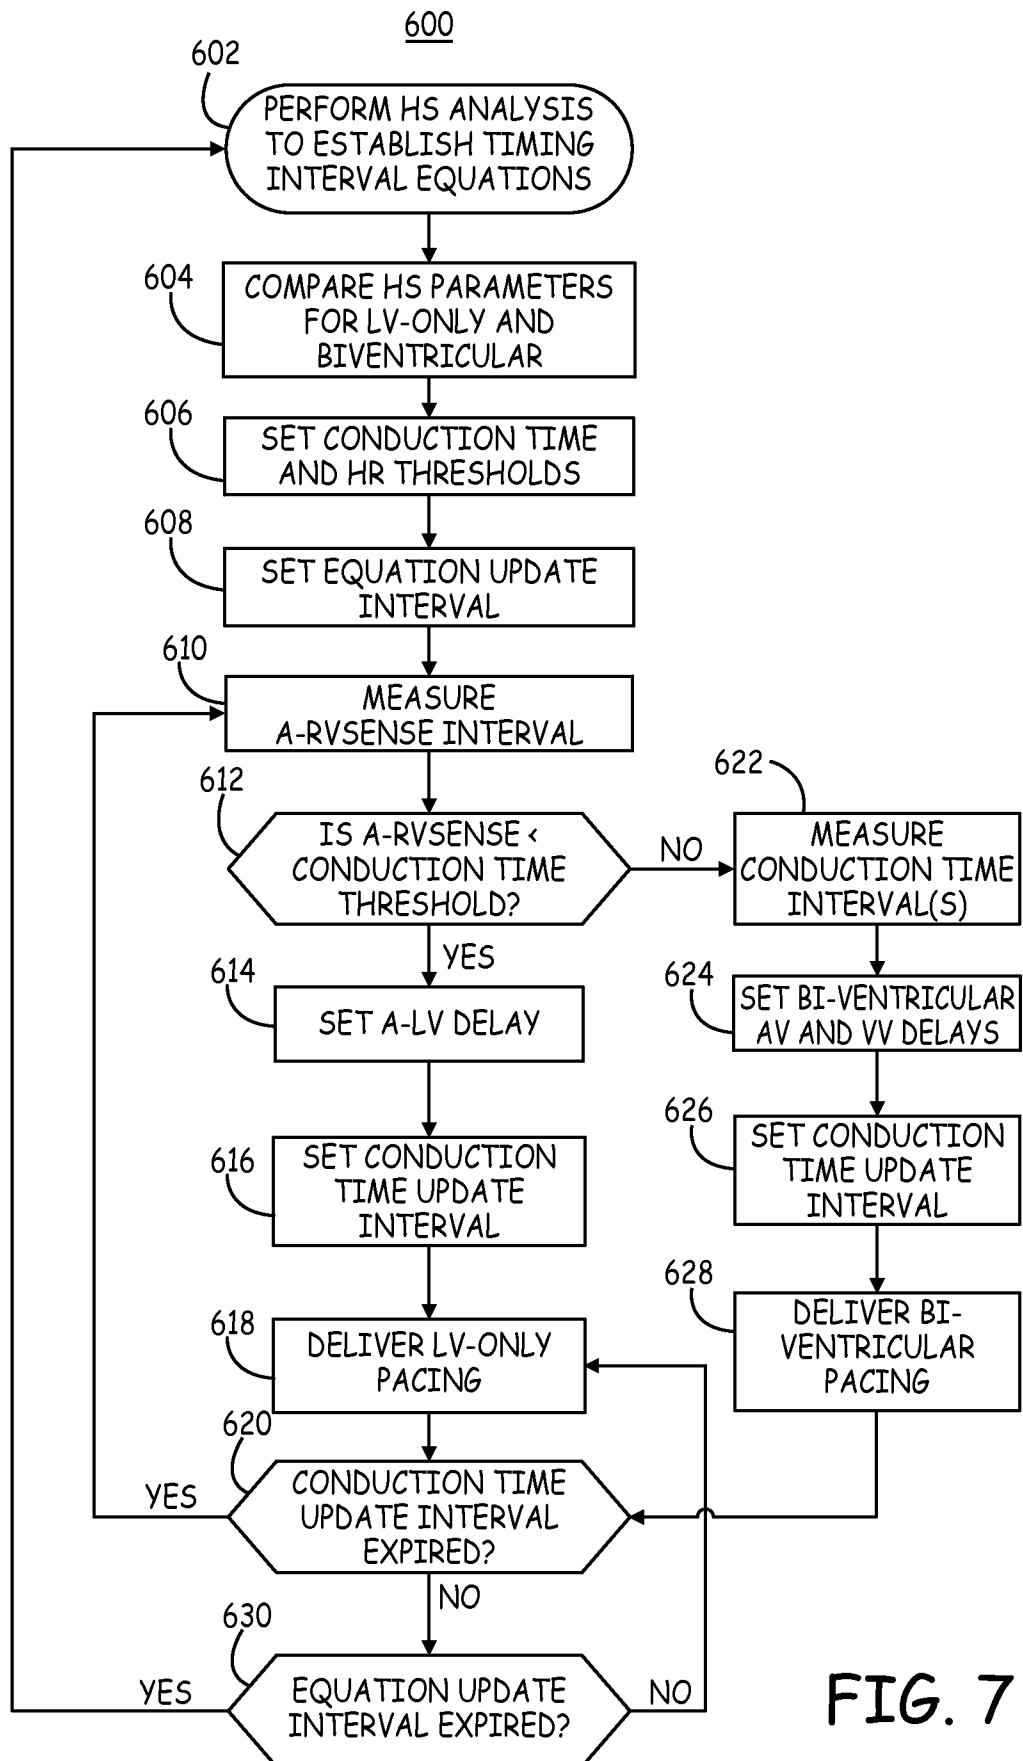 600
602
PERFORM HS ANALYSIS
TO ESTABLISH TIMING
INTERVAL EQUATIONS
604
COMPARE HS PARAMETERS
FOR LV-ONLY AND
BIVENTRICULAR
606
SET CONDUCTION TIME
AND HR THRESHOLDS
608
SET EQUATION UPDATE
INTERVAL
610
MEASURE
A-RVSENSE INTERVAL
612
IS A-RVSENSE <
CONDUCTION TIME
THRESHOLD?
NO
YES
622
MEASURE
CONDUCTION TIME
INTERVAL(S)
614
SET A-LV DELAY
624
SET BI-VENTRICULAR
AV AND VV DELAYS
616
SET CONDUCTION
TIME UPDATE
INTERVAL
626
SET CONDUCTION
TIME UPDATE
INTERVAL
618
DELIVER LV-ONLY
PACING
628
DELIVER BI-
VENTRICULAR
PACING
620
CONDUCTION TIME
UPDATE INTERVAL
EXPIRED?
YES
NO
630
EQUATION UPDATE
INTERVAL EXPIRED?
YES
NO
FIG. 7